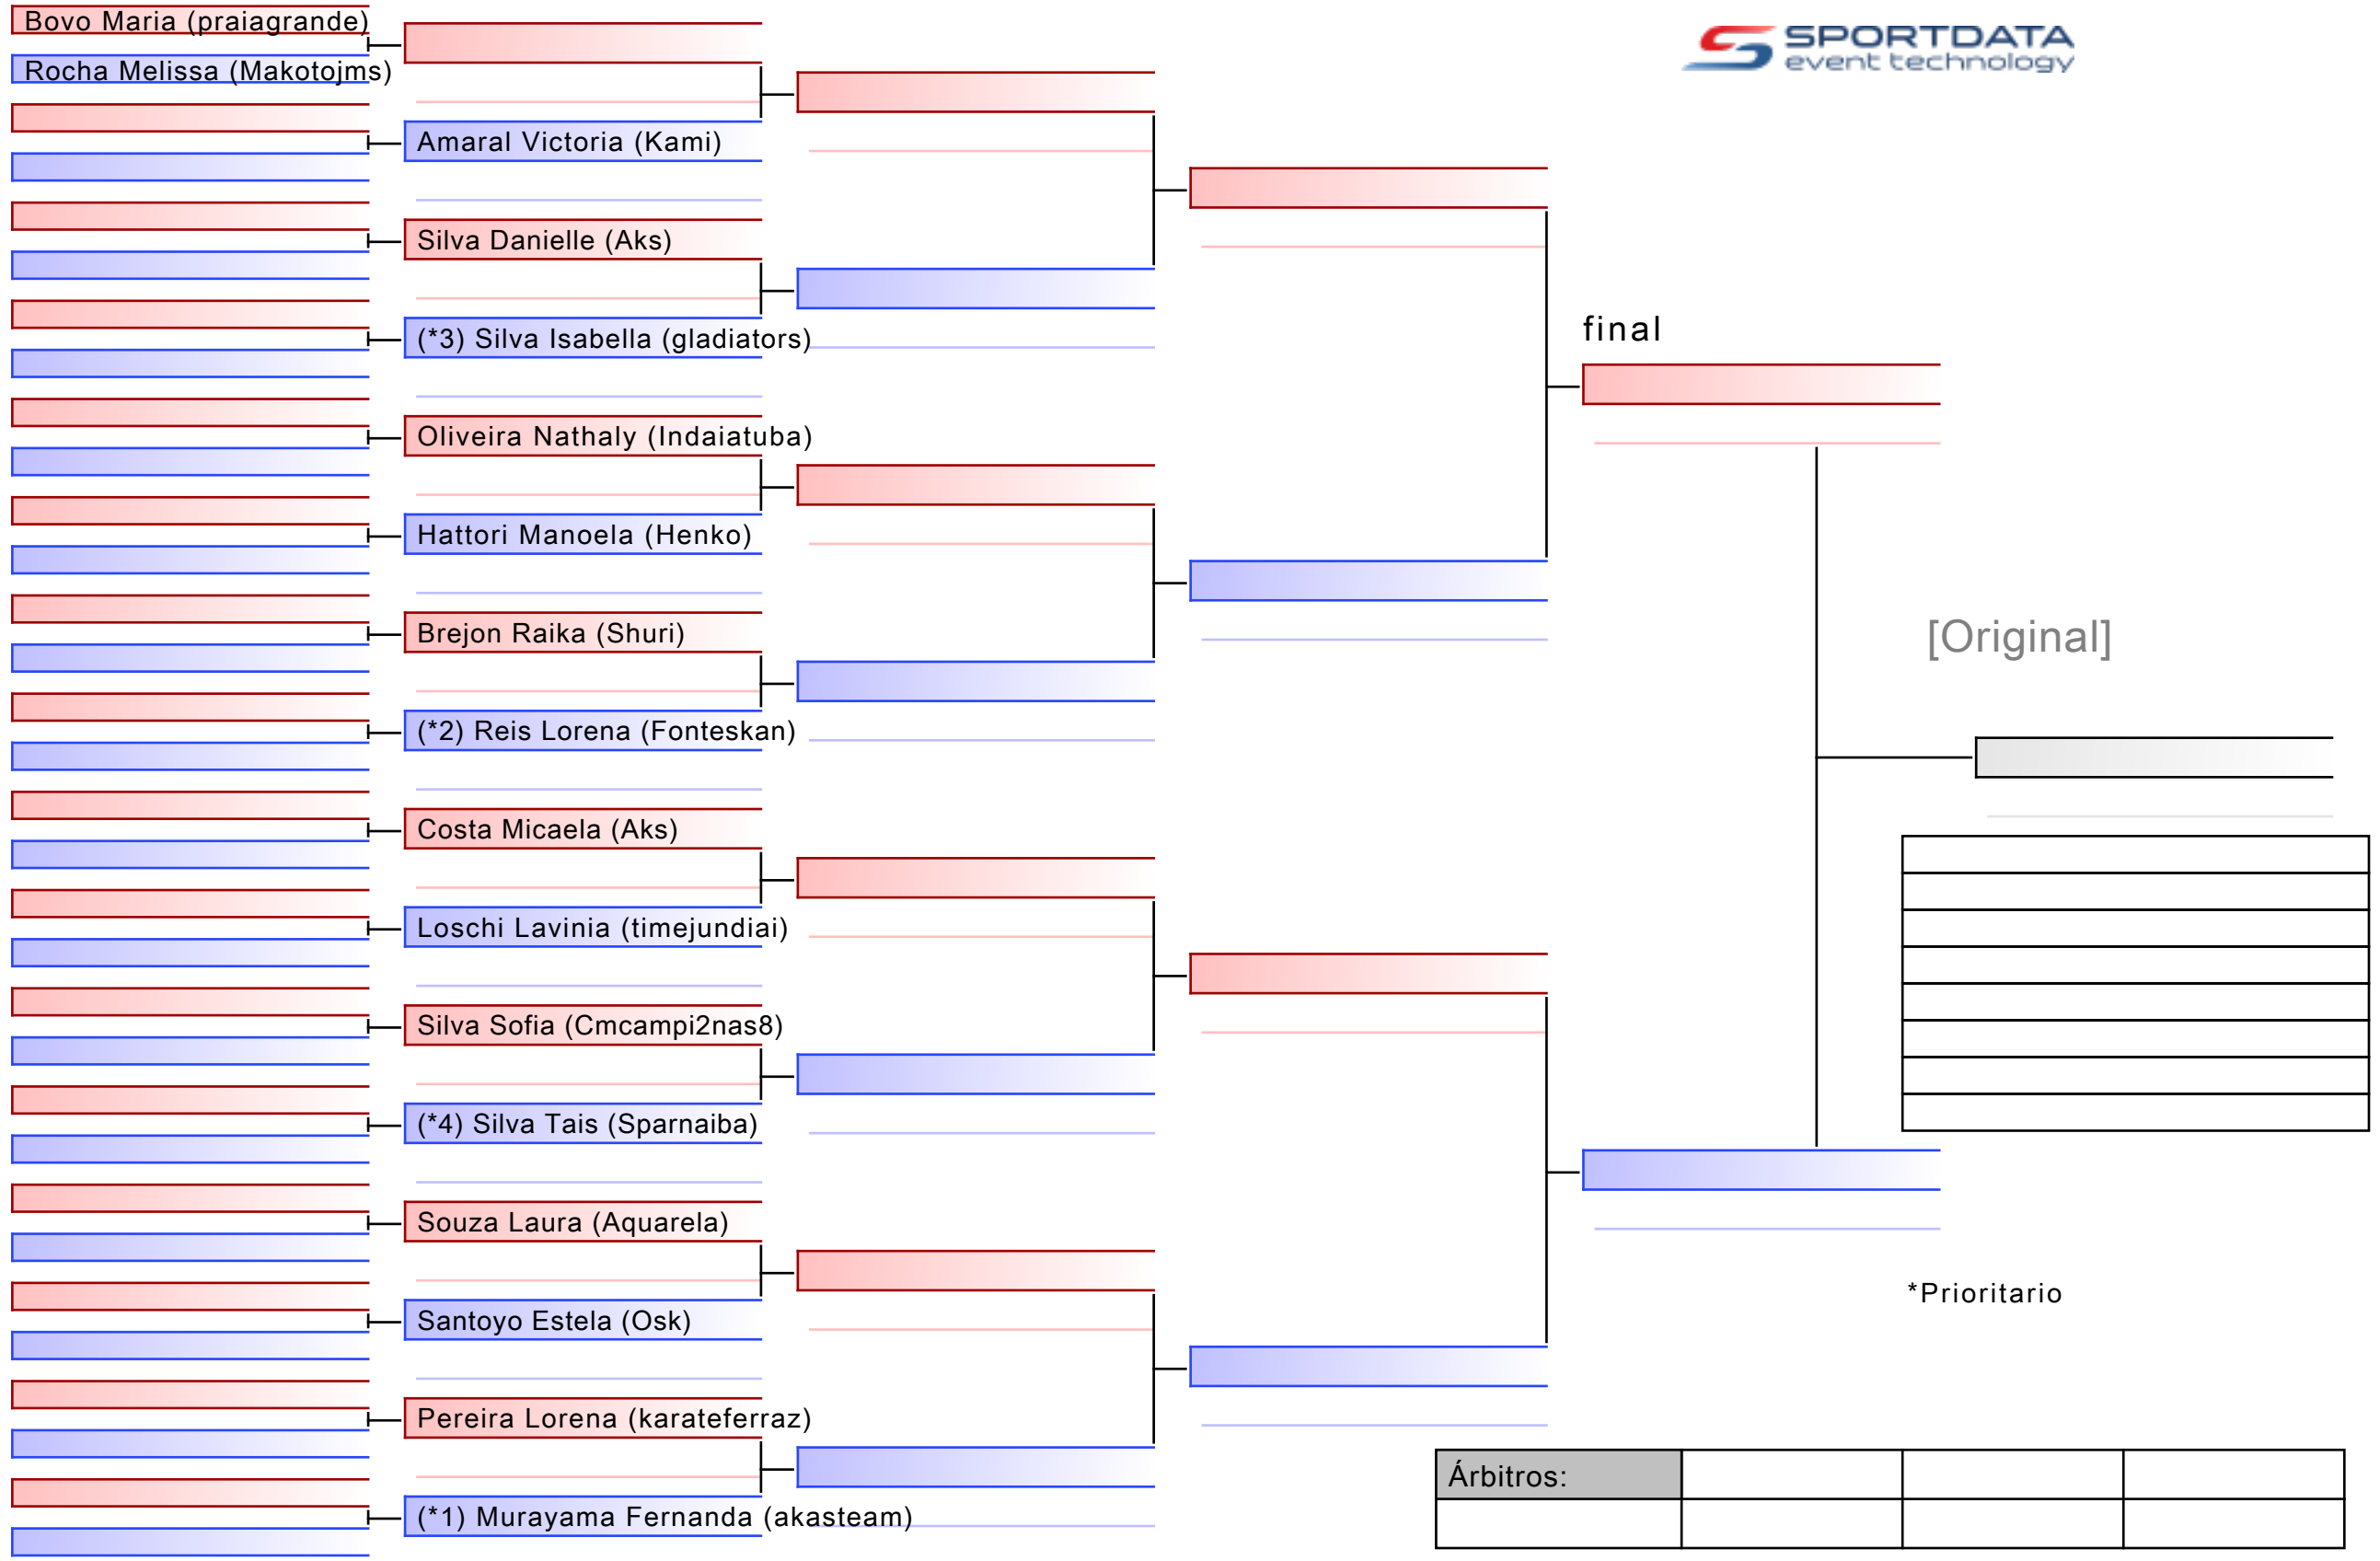 Bovo Maria (praiagrande)
Rocha Melissa (Makotojms)
SPORTDATA
event technology
Amaral Victoria (Kami)
Silva Danielle (Aks)
(*3) Silva Isabella (gladiators)
final
Oliveira Nathaly (Indaiatuba)
Hattori Manoela (Henko)
Brejon Raika (Shuri)
[Original]
(*2) Reis Lorena (Fonteskan)
Costa Micaela (Aks)
Loschi Lavinia (timejundiai)
Silva Sofia (Cmcampi2nas8)
(*4) Silva Tais (Sparnaiba)
Souza Laura (Aquarela)
*Prioritario
Santoyo Estela (Osk)
Pereira Lorena (karateferraz)
Árbitros:
(*1) Murayama Fernanda (akasteam)